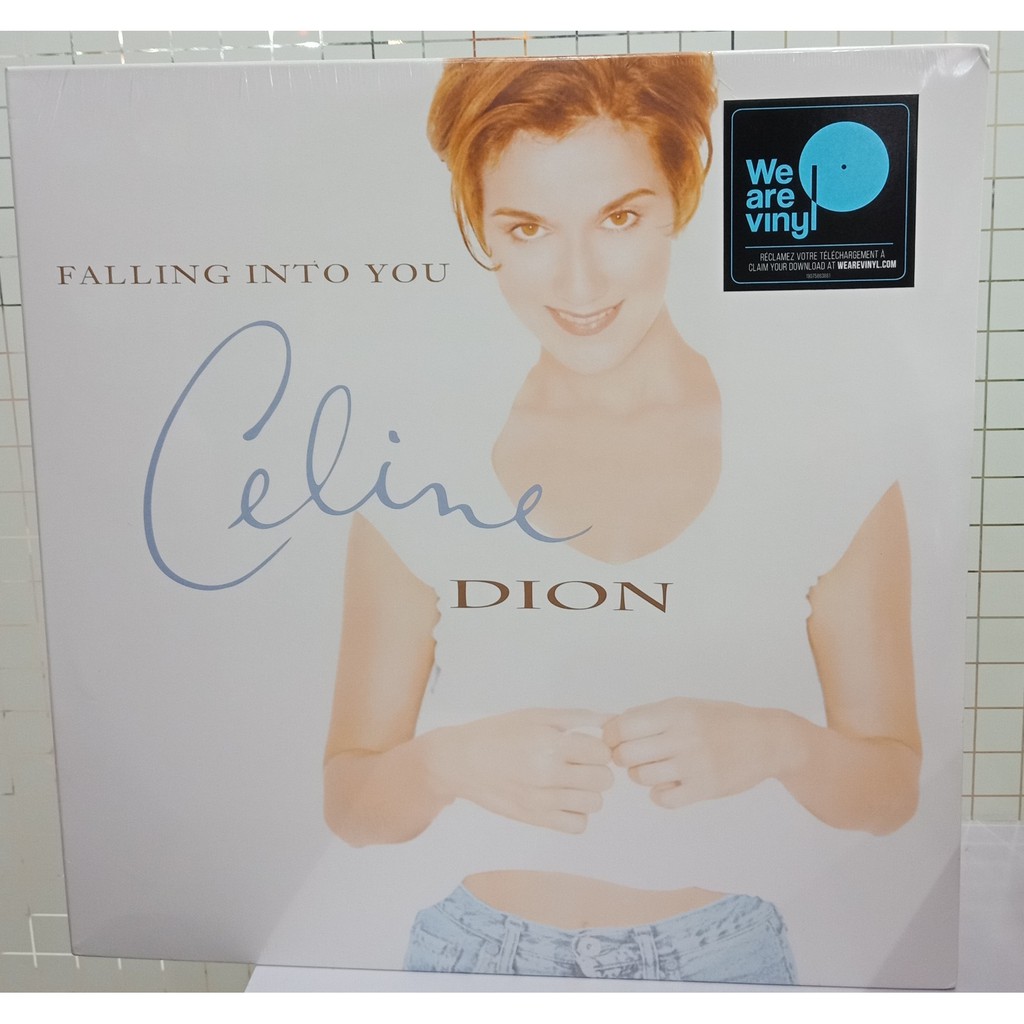 We
are
vinyl
RÉCLAMEZ VOTRE TÉLÉCHARGEMENT À
CLAIM YOUR DOWNLOAD AT WEAREVINYL.COM
FALLING INTO YOU
Celine
DION